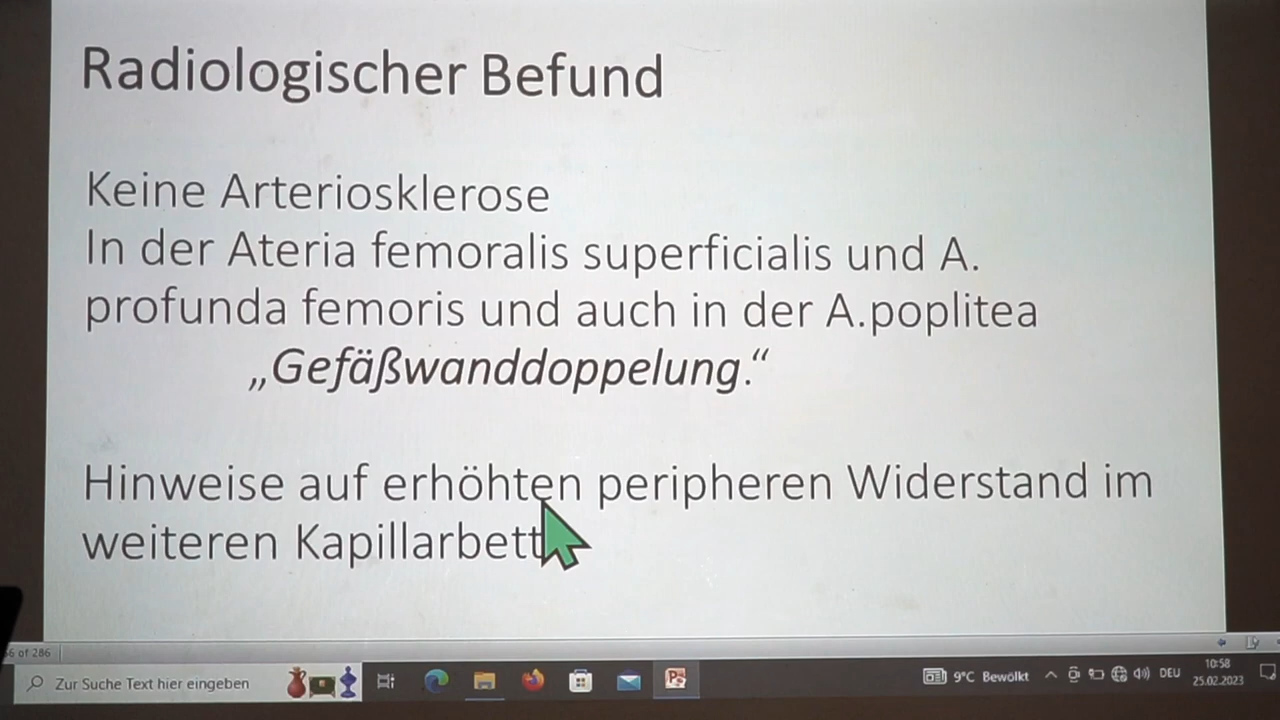 Radiologischer Befund
Keine Arteriosklerose
In der Ateria femoralis superficialis und A.
profunda femoris und auch in der A.poplitea
„Gefäßwanddoppelung.“
Hinweise auf erhöhten peripheren Widerstand im
weiteren Kapillarbett
6 of 286
Zur Suche Text hier eingeben
9°C Bewölkt
DEU
10:58
25.02.2023